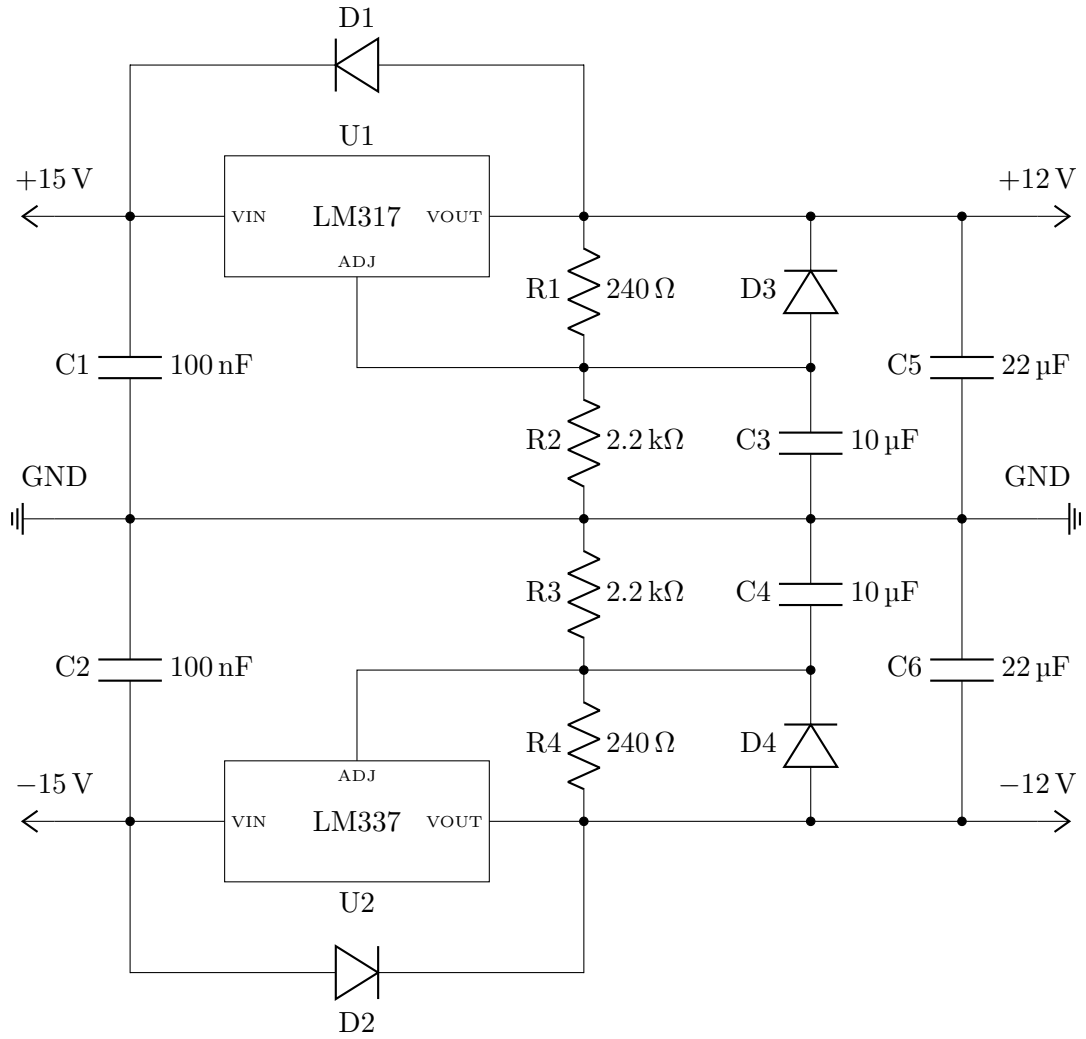 D1
U1
+15 V
VIN LM317 VOUT
ADJ
+12 V
R1 240 Ω
D3
C1 100 nF
C5 22 µF
R2 2.2 kΩ
C3 10 µF
GND
GND
R3 2.2 kΩ
C4 10 µF
C2 100 nF
C6 22 µF
R4 240 Ω
D4
−15 V
ADJ
VIN LM337 VOUT
−12 V
U2
D2